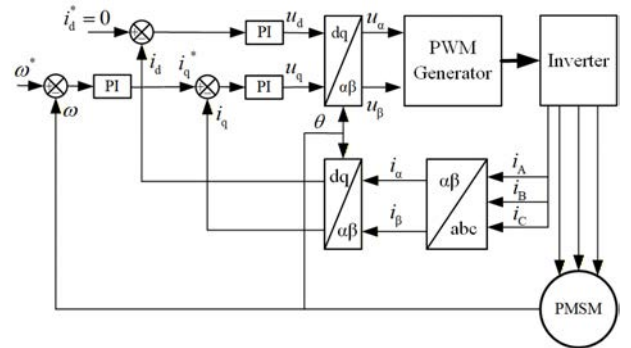 i_d^*=0
PI
u_d
dq
αβ
u_α
u_β
PWM
Generator
Inverter
ω^*
PI
i_d
i_q^*
PI
u_q
ω
i_q
θ
dq
αβ
i_α
i_β
αβ
abc
i_A
i_B
i_C
PMSM